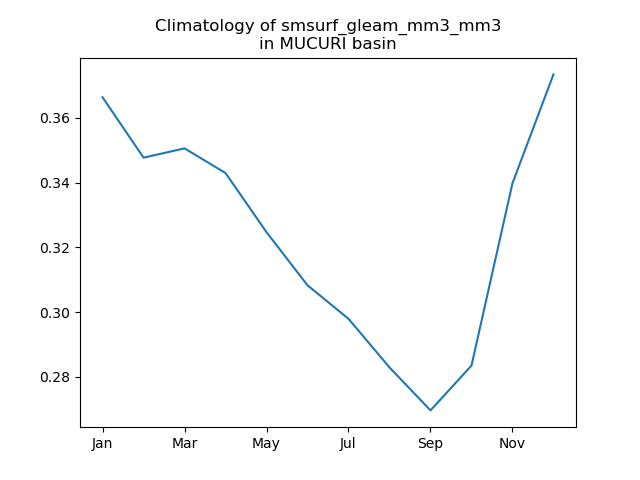 Climatology of smsurf_gleam_mm3_mm3
in MUCURI basin
0.36
0.34
0.32
0.30
0.28
Jan
Mar
May
Jul
Sep
Nov